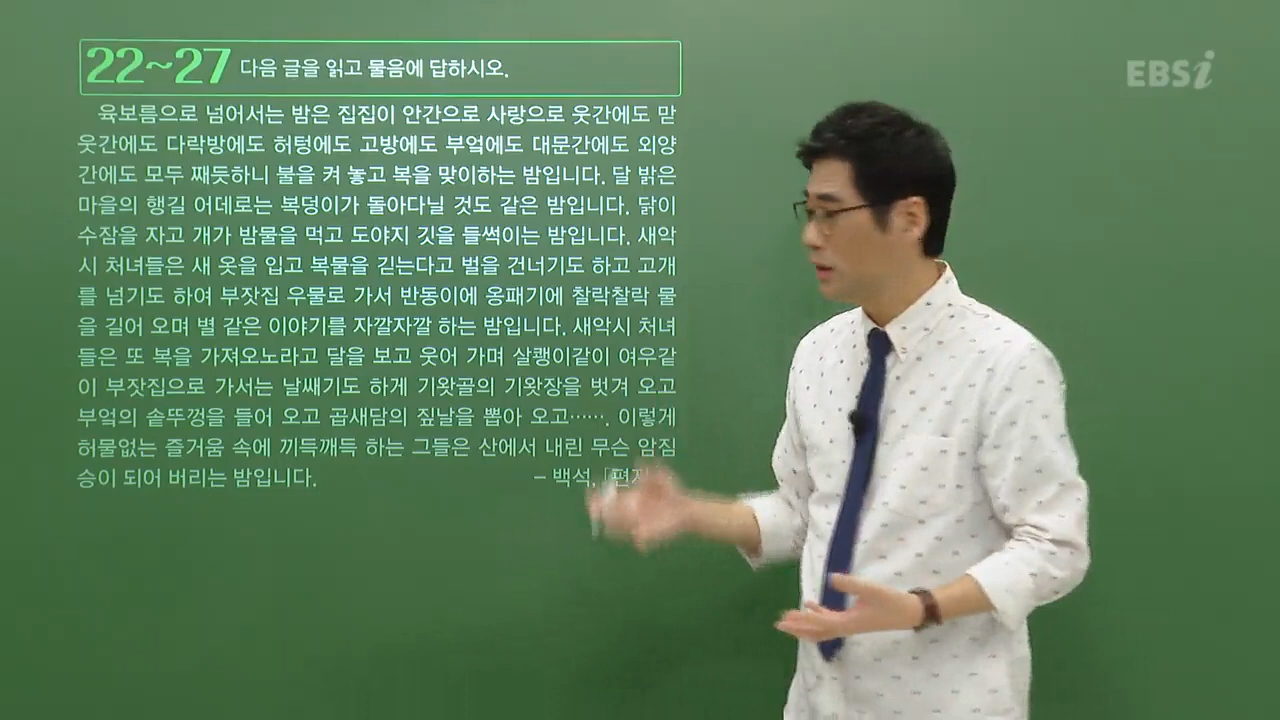 22~27 다음 글을 읽고 물음에 답하시오.
EBSi
육보름으로 넘어서는 밤은 집집이 안간으로 사랑으로 웃간에도 맏
웃간에도 다락방에도 허텅에도 고방에도 부엌에도 대문간에도 외양
간에도 모두 째듯하니 불을 켜 놓고 복을 맞이하는 밤입니다. 달 밝은
마을의 행길 어데로는 복덩이가 돌아다닐 것도 같은 밤입니다. 닭이
수잠을 자고 개가 밤물을 먹고 도야지 깃을 들썩이는 밤입니다. 새악
시 처녀들은 새 옷을 입고 복물을 긷는다고 벌을 건너기도 하고 고개
를 넘기도 하여 부잣집 우물로 가서 반동이에 옹패기에 찰락찰락 물
을 길어 오며 별 같은 이야기를 자깔자깔 하는 밤입니다. 새악시 처녀
들은 또 복을 가져오노라고 달을 보고 웃어 가며 살쾡이같이 여우같
이 부잣집으로 가서는 날쌔기도 하게 기왓골의 기왓장을 벗겨 오고
부엌의 솥뚜껑을 들어 오고 곱새담의 짚날을 뽑아 오고……. 이렇게
허물없는 즐거움 속에 끼득깨득 하는 그들은 산에서 내린 무슨 암짐
승이 되어 버리는 밤입니다.
– 백석,